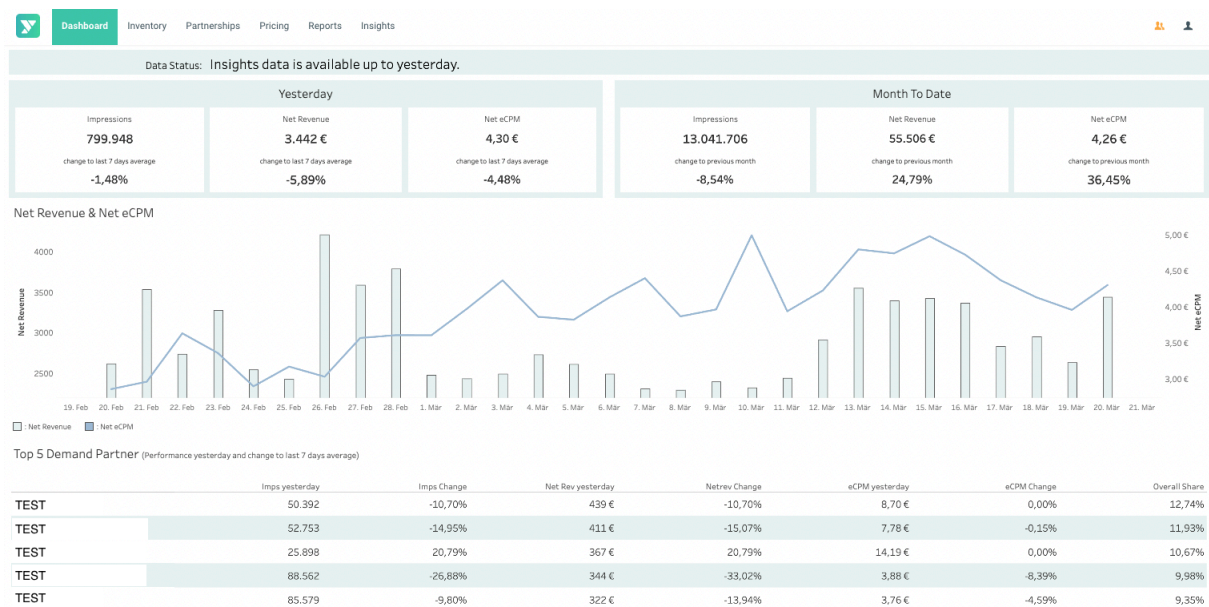 Dashboard Inventory Partnerships Pricing Reports Insights
Data Status: Insights data is available up to yesterday.
Yesterday
Impressions Net Revenue Net eCPM
799.948 3.442 € 4,30 €
change to last 7 days average change to last 7 days average change to last 7 days average
-1,48% -5,89% -4,48%
Month To Date
Impressions Net Revenue Net eCPM
13.041.706 55.506 € 4,26 €
change to previous month change to previous month change to previous month
-8,54% 24,79% 36,45%
Net Revenue & Net eCPM
Net Revenue
4000
3500
3000
2500
5,00 €
4,50 €
4,00 €
3,50 €
3,00 €
Net eCPM
19. Feb 20. Feb 21. Feb 22. Feb 23. Feb 24. Feb 25. Feb 26. Feb 27. Feb 28. Feb 1. Mär 2. Mär 3. Mär 4. Mär 5. Mär 6. Mär 7. Mär 8. Mär 9. Mär 10. Mär 11. Mär 12. Mär 13. Mär 14. Mär 15. Mär 16. Mär 17. Mär 18. Mär 19. Mär 20. Mär 21. Mär
: Net Revenue : Net eCPM
Top 5 Demand Partner (Performance yesterday and change to last 7 days average)
Imps yesterday Imps Change Net Rev yesterday Netrev Change eCPM yesterday eCPM Change Overall Share
TEST 50.392 -10,70% 439 € -10,70% 8,70 € 0,00% 12,74%
TEST 52.753 -14,95% 411 € -15,07% 7,78 € -0,15% 11,93%
TEST 25.898 20,79% 367 € 20,79% 14,19 € 0,00% 10,67%
TEST 88.562 -26,88% 344 € -33,02% 3,88 € -8,39% 9,98%
TEST 85.579 -9,80% 322 € -13,94% 3,76 € -4,59% 9,35%